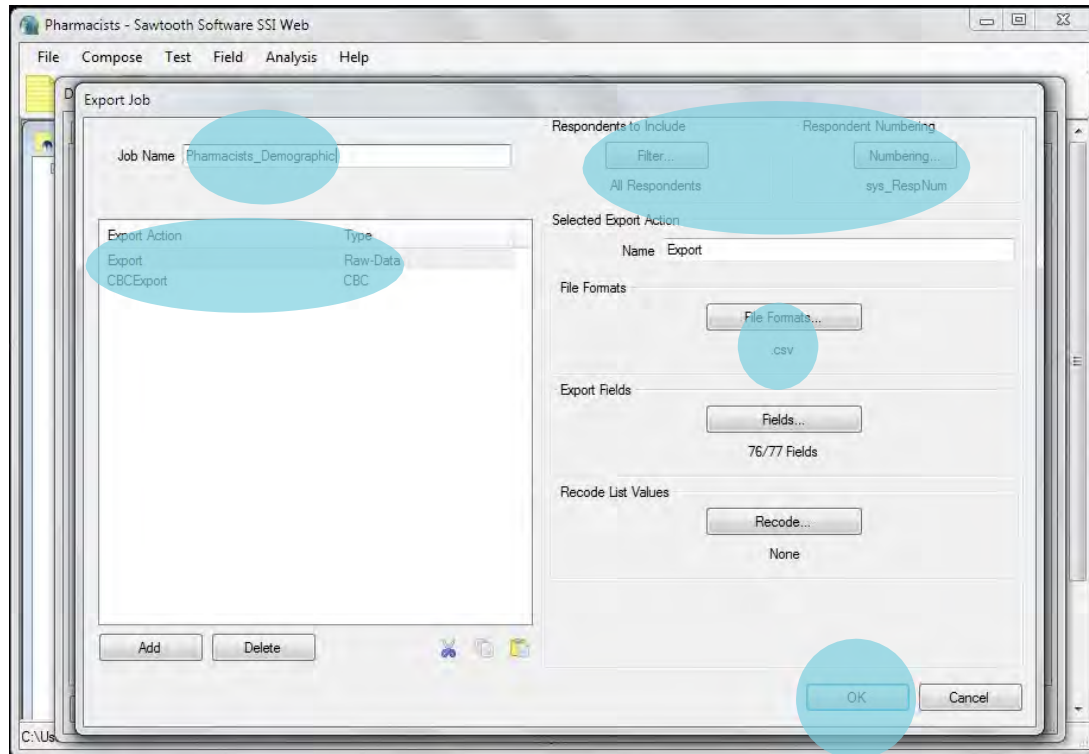 Pharmacists - Sawtooth Software SSI Web
File Compose Test Field Analysis Help
Export Job
Job Name Pharmacists_Demographic
Respondents to Include
Respondent Numbering
Filter...
Numbering...
All Respondents
sys_RespNum
Export Action Type
Export Raw-Data
CBCExport CBC
Selected Export Action
Name Export
File Formats
File Formats...
.csv
Export Fields
Fields...
76/77 Fields
Recode List Values
Recode...
None
Add Delete
OK Cancel
C:\Us